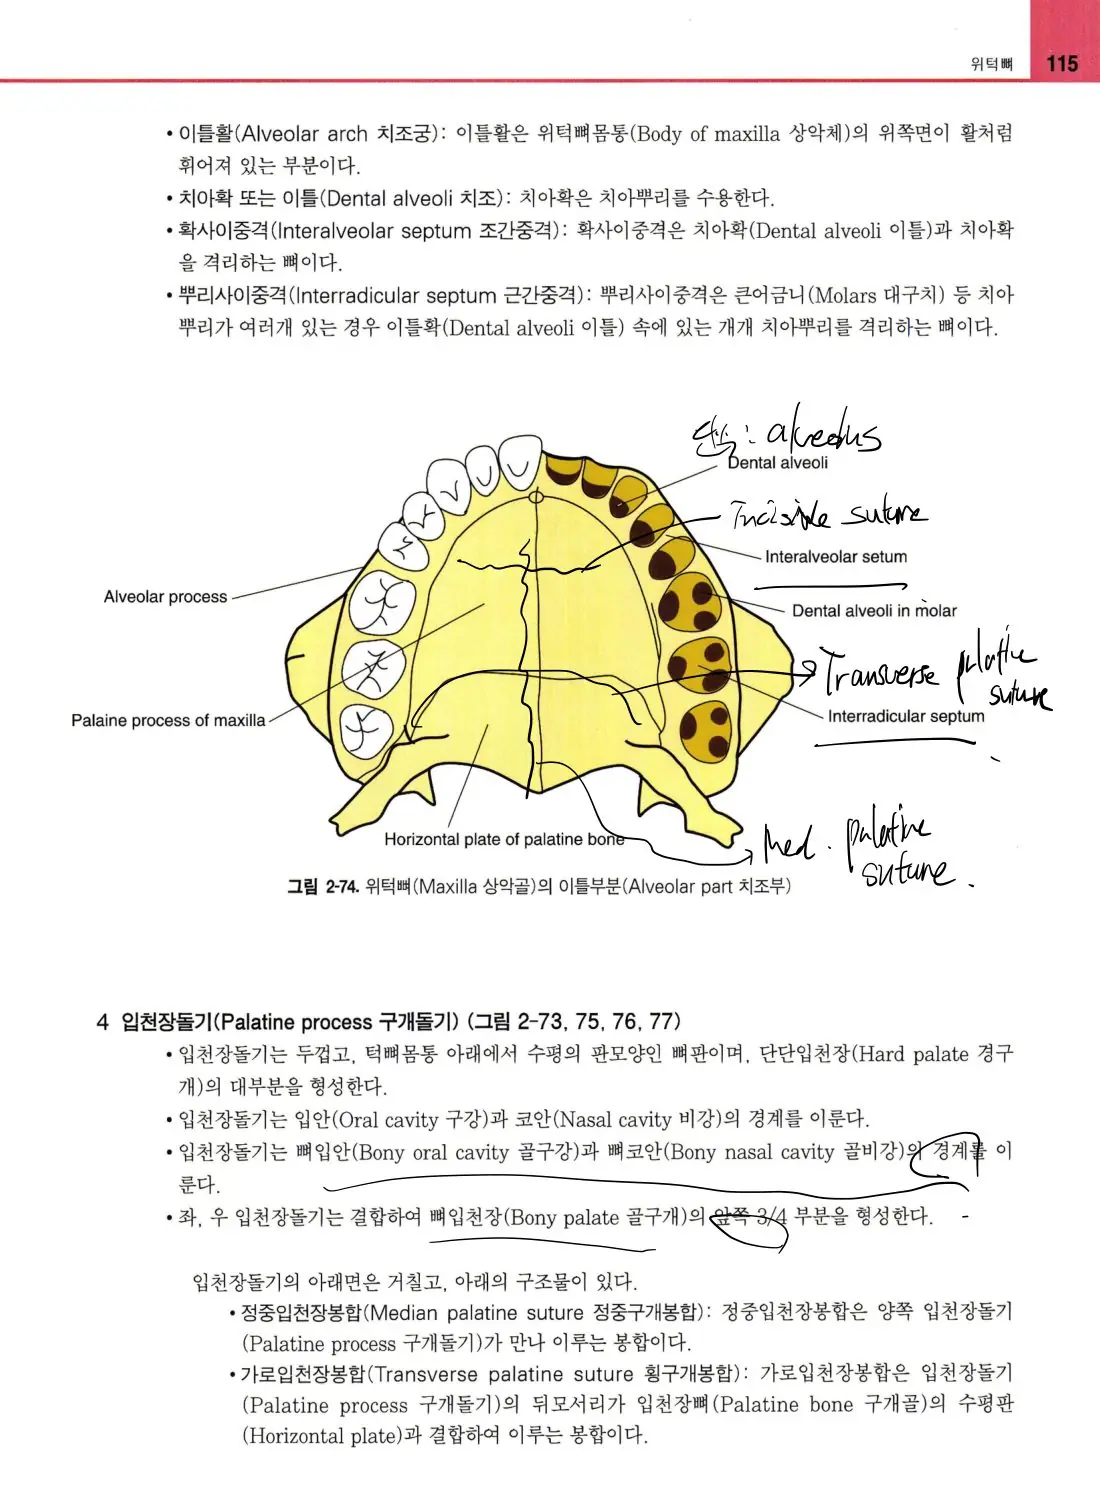 위턱뼈 115
• 이틀활(Alveolar arch 치조궁): 이틀활은 위턱뼈몸통(Body of maxilla 상악체)의 위쪽면이 활처럼
휘어져 있는 부분이다.
• 치아확 또는 이틀(Dental alveoli 치조): 치아확은 치아뿌리를 수용한다.
• 확사이중격(Interalveolar septum 조간중격): 확사이중격은 치아확(Dental alveoli 이틀)과 치아확
을 격리하는 뼈이다.
• 뿌리사이중격(Interradicular septum 근간중격): 뿌리사이중격은 큰어금니(Molars 대구치) 등 치아
뿌리가 여러개 있는 경우 이틀확(Dental alveoli 이틀) 속에 있는 개개 치아뿌리를 격리하는 뼈이다.
단수: alveolus
Dental alveoli
Incisive suture
Interalveolar setum
Alveolar process
Dental alveoli in molar
Transverse palatine
suture
Palaine process of maxilla
Interradicular septum
Horizontal plate of palatine bone
Med. palatine
suture.
그림 2-74. 위턱뼈(Maxilla 상악골)의 이틀부분(Alveolar part 치조부)
4 입천장돌기(Palatine process 구개돌기) (그림 2-73, 75, 76, 77)
• 입천장돌기는 두껍고, 턱뼈몸통 아래에서 수평의 판모양인 뼈판이며, 단단입천장(Hard palate 경구
개)의 대부분을 형성한다.
• 입천장돌기는 입안(Oral cavity 구강)과 코안(Nasal cavity 비강)의 경계를 이룬다.
• 입천장돌기는 뼈입안(Bony oral cavity 골구강)과 뼈코안(Bony nasal cavity 골비강)의 경계를 이
룬다.
• 좌, 우 입천장돌기는 결합하여 뼈입천장(Bony palate 골구개)의 앞쪽 3/4 부분을 형성한다.
입천장돌기의 아래면은 거칠고, 아래의 구조물이 있다.
• 정중입천장봉합(Median palatine suture 정중구개봉합): 정중입천장봉합은 양쪽 입천장돌기
(Palatine process 구개돌기)가 만나 이루는 봉합이다.
• 가로입천장봉합(Transverse palatine suture 횡구개봉합): 가로입천장봉합은 입천장돌기
(Palatine process 구개돌기)의 뒤모서리가 입천장뼈(Palatine bone 구개골)의 수평판
(Horizontal plate)과 결합하여 이루는 봉합이다.